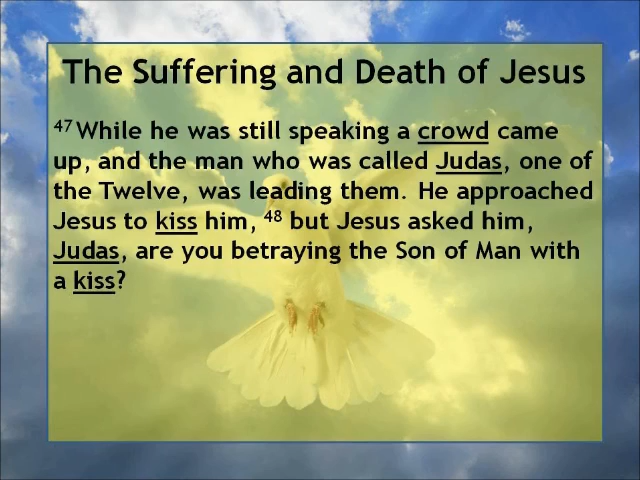 The Suffering and Death of Jesus
47 While he was still speaking a crowd came
up, and the man who was called Judas, one of
the Twelve, was leading them. He approached
Jesus to kiss him, 48 but Jesus asked him,
Judas, are you betraying the Son of Man with
a kiss?